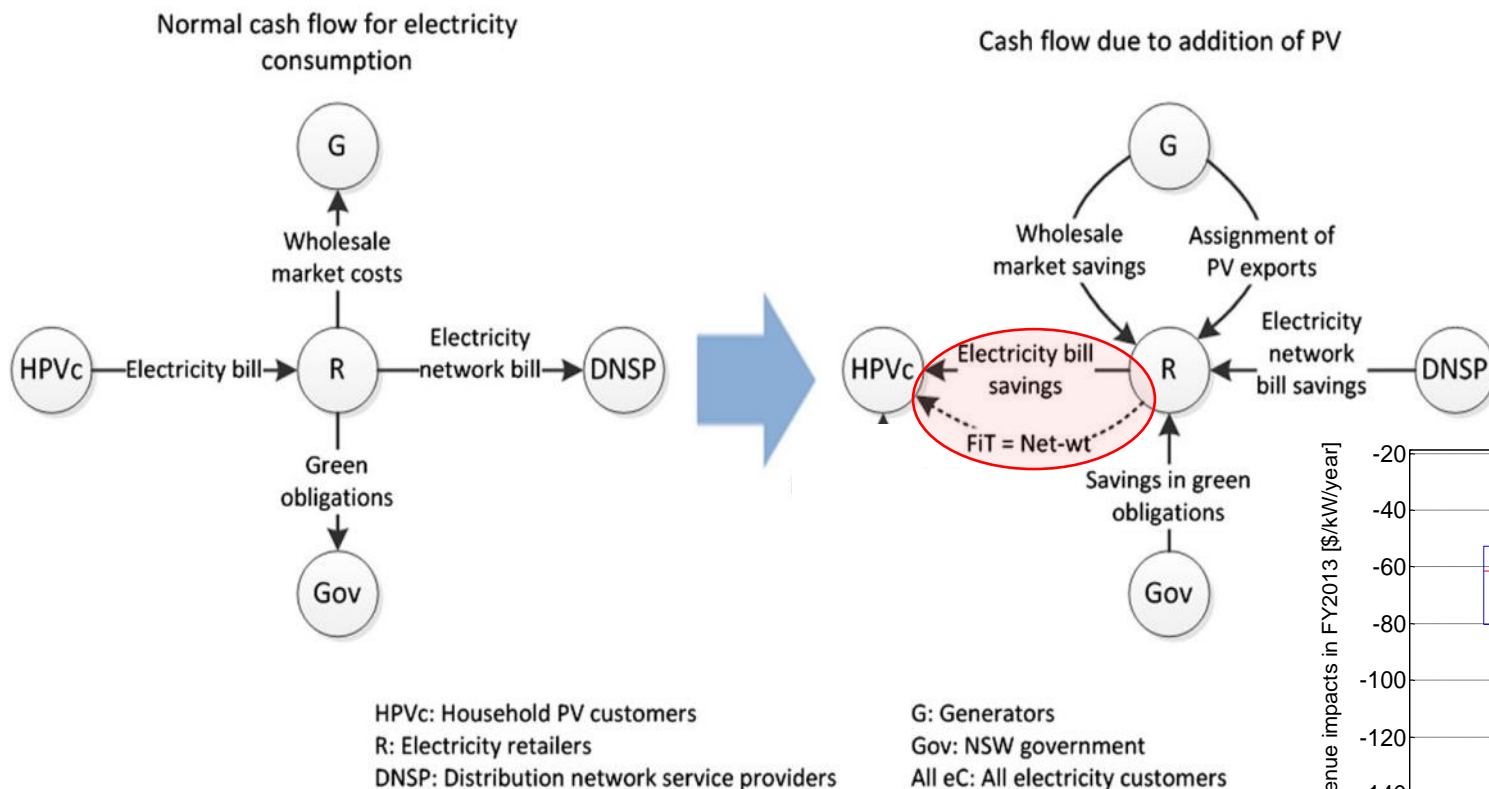 Normal cash flow for electricity
consumption
G
Wholesale
market costs
HPVc
Electricity bill
R
Electricity
network bill
DNSP
Green
obligations
Gov
Cash flow due to addition of PV
G
Wholesale
market savings
Assignment of
PV exports
HPVc
Electricity bill
savings
FiT = Net-wt
R
Electricity
network
bill savings
DNSP
Savings in green
obligations
Gov
HPVc: Household PV customers
R: Electricity retailers
DNSP: Distribution network service providers
G: Generators
Gov: NSW government
All eC: All electricity customers
enue impacts in FY2013 [$/kW/year]
-20
-40
-60
-80
-100
-120